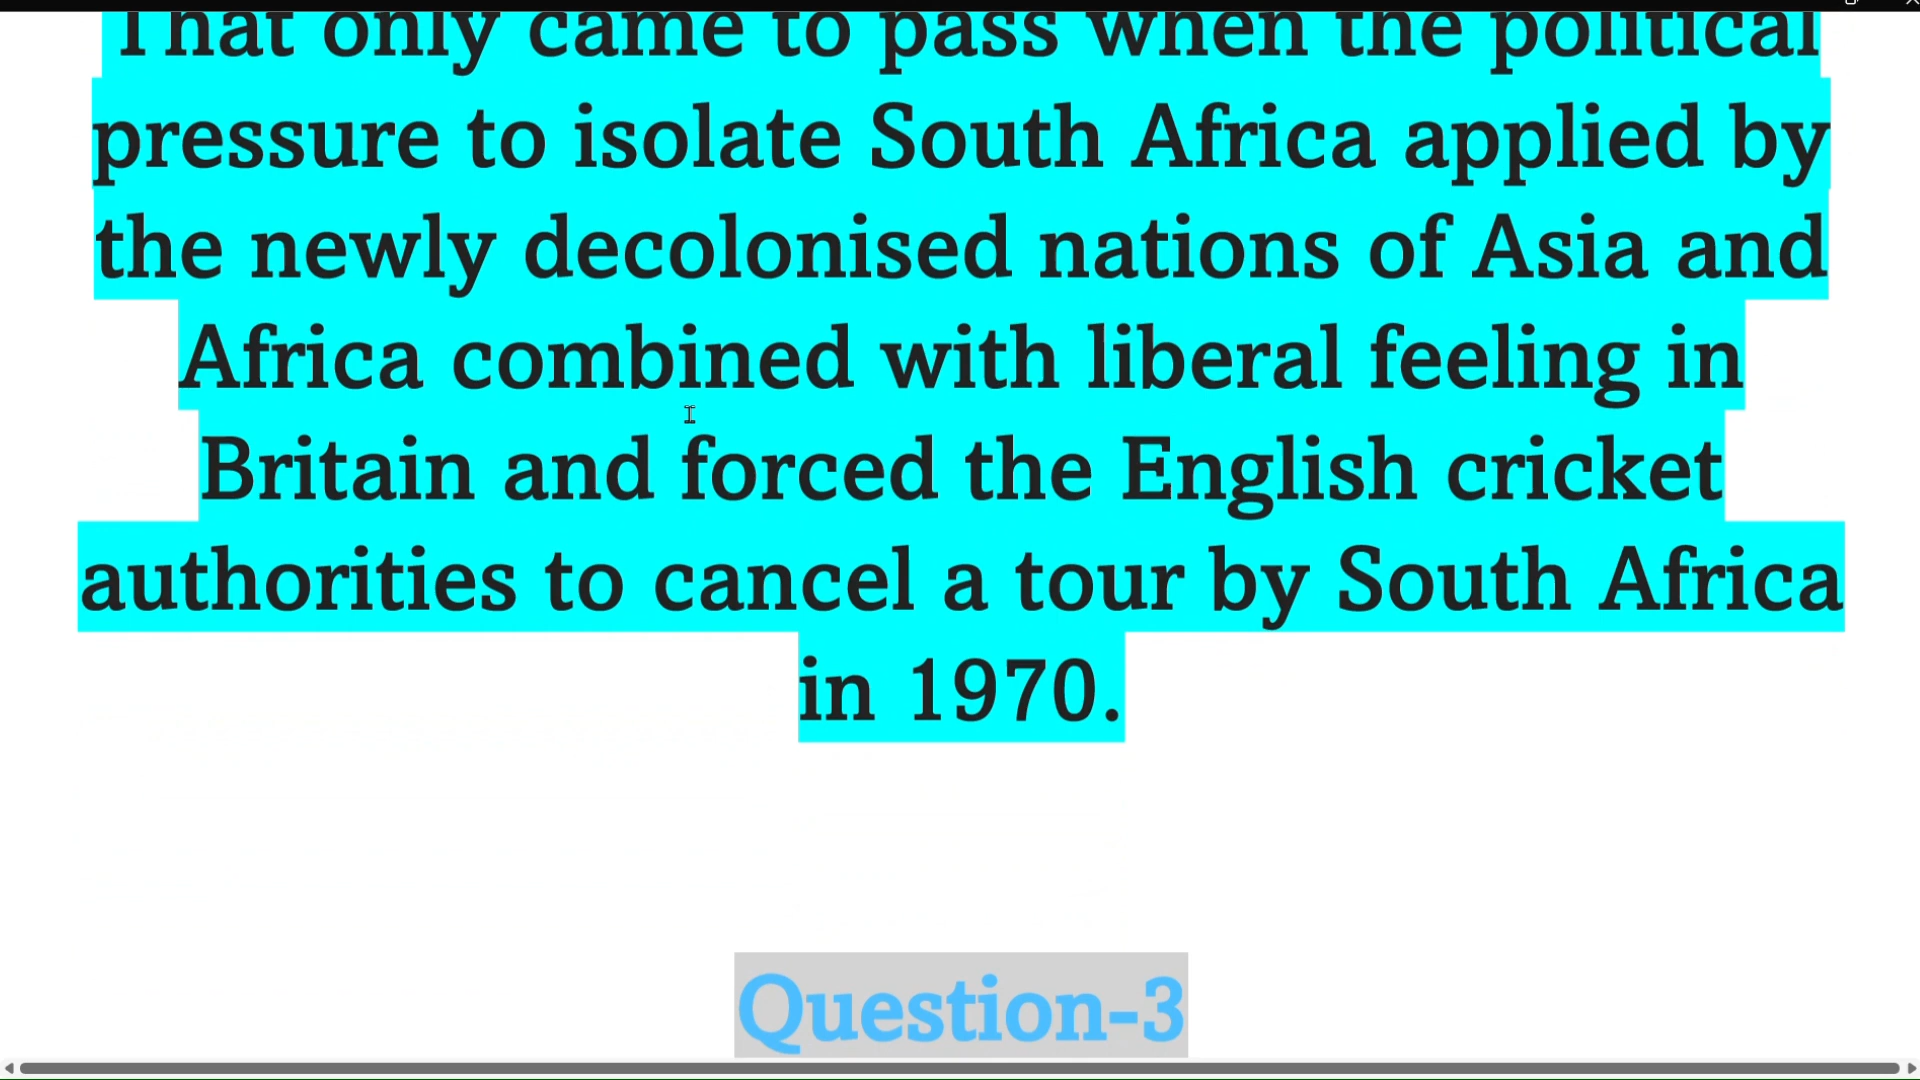 That only came to pass when the political
pressure to isolate South Africa applied by
the newly decolonised nations of Asia and
Africa combined with liberal feeling in
Britain and forced the English cricket
authorities to cancel a tour by South Africa
in 1970.
Question-3